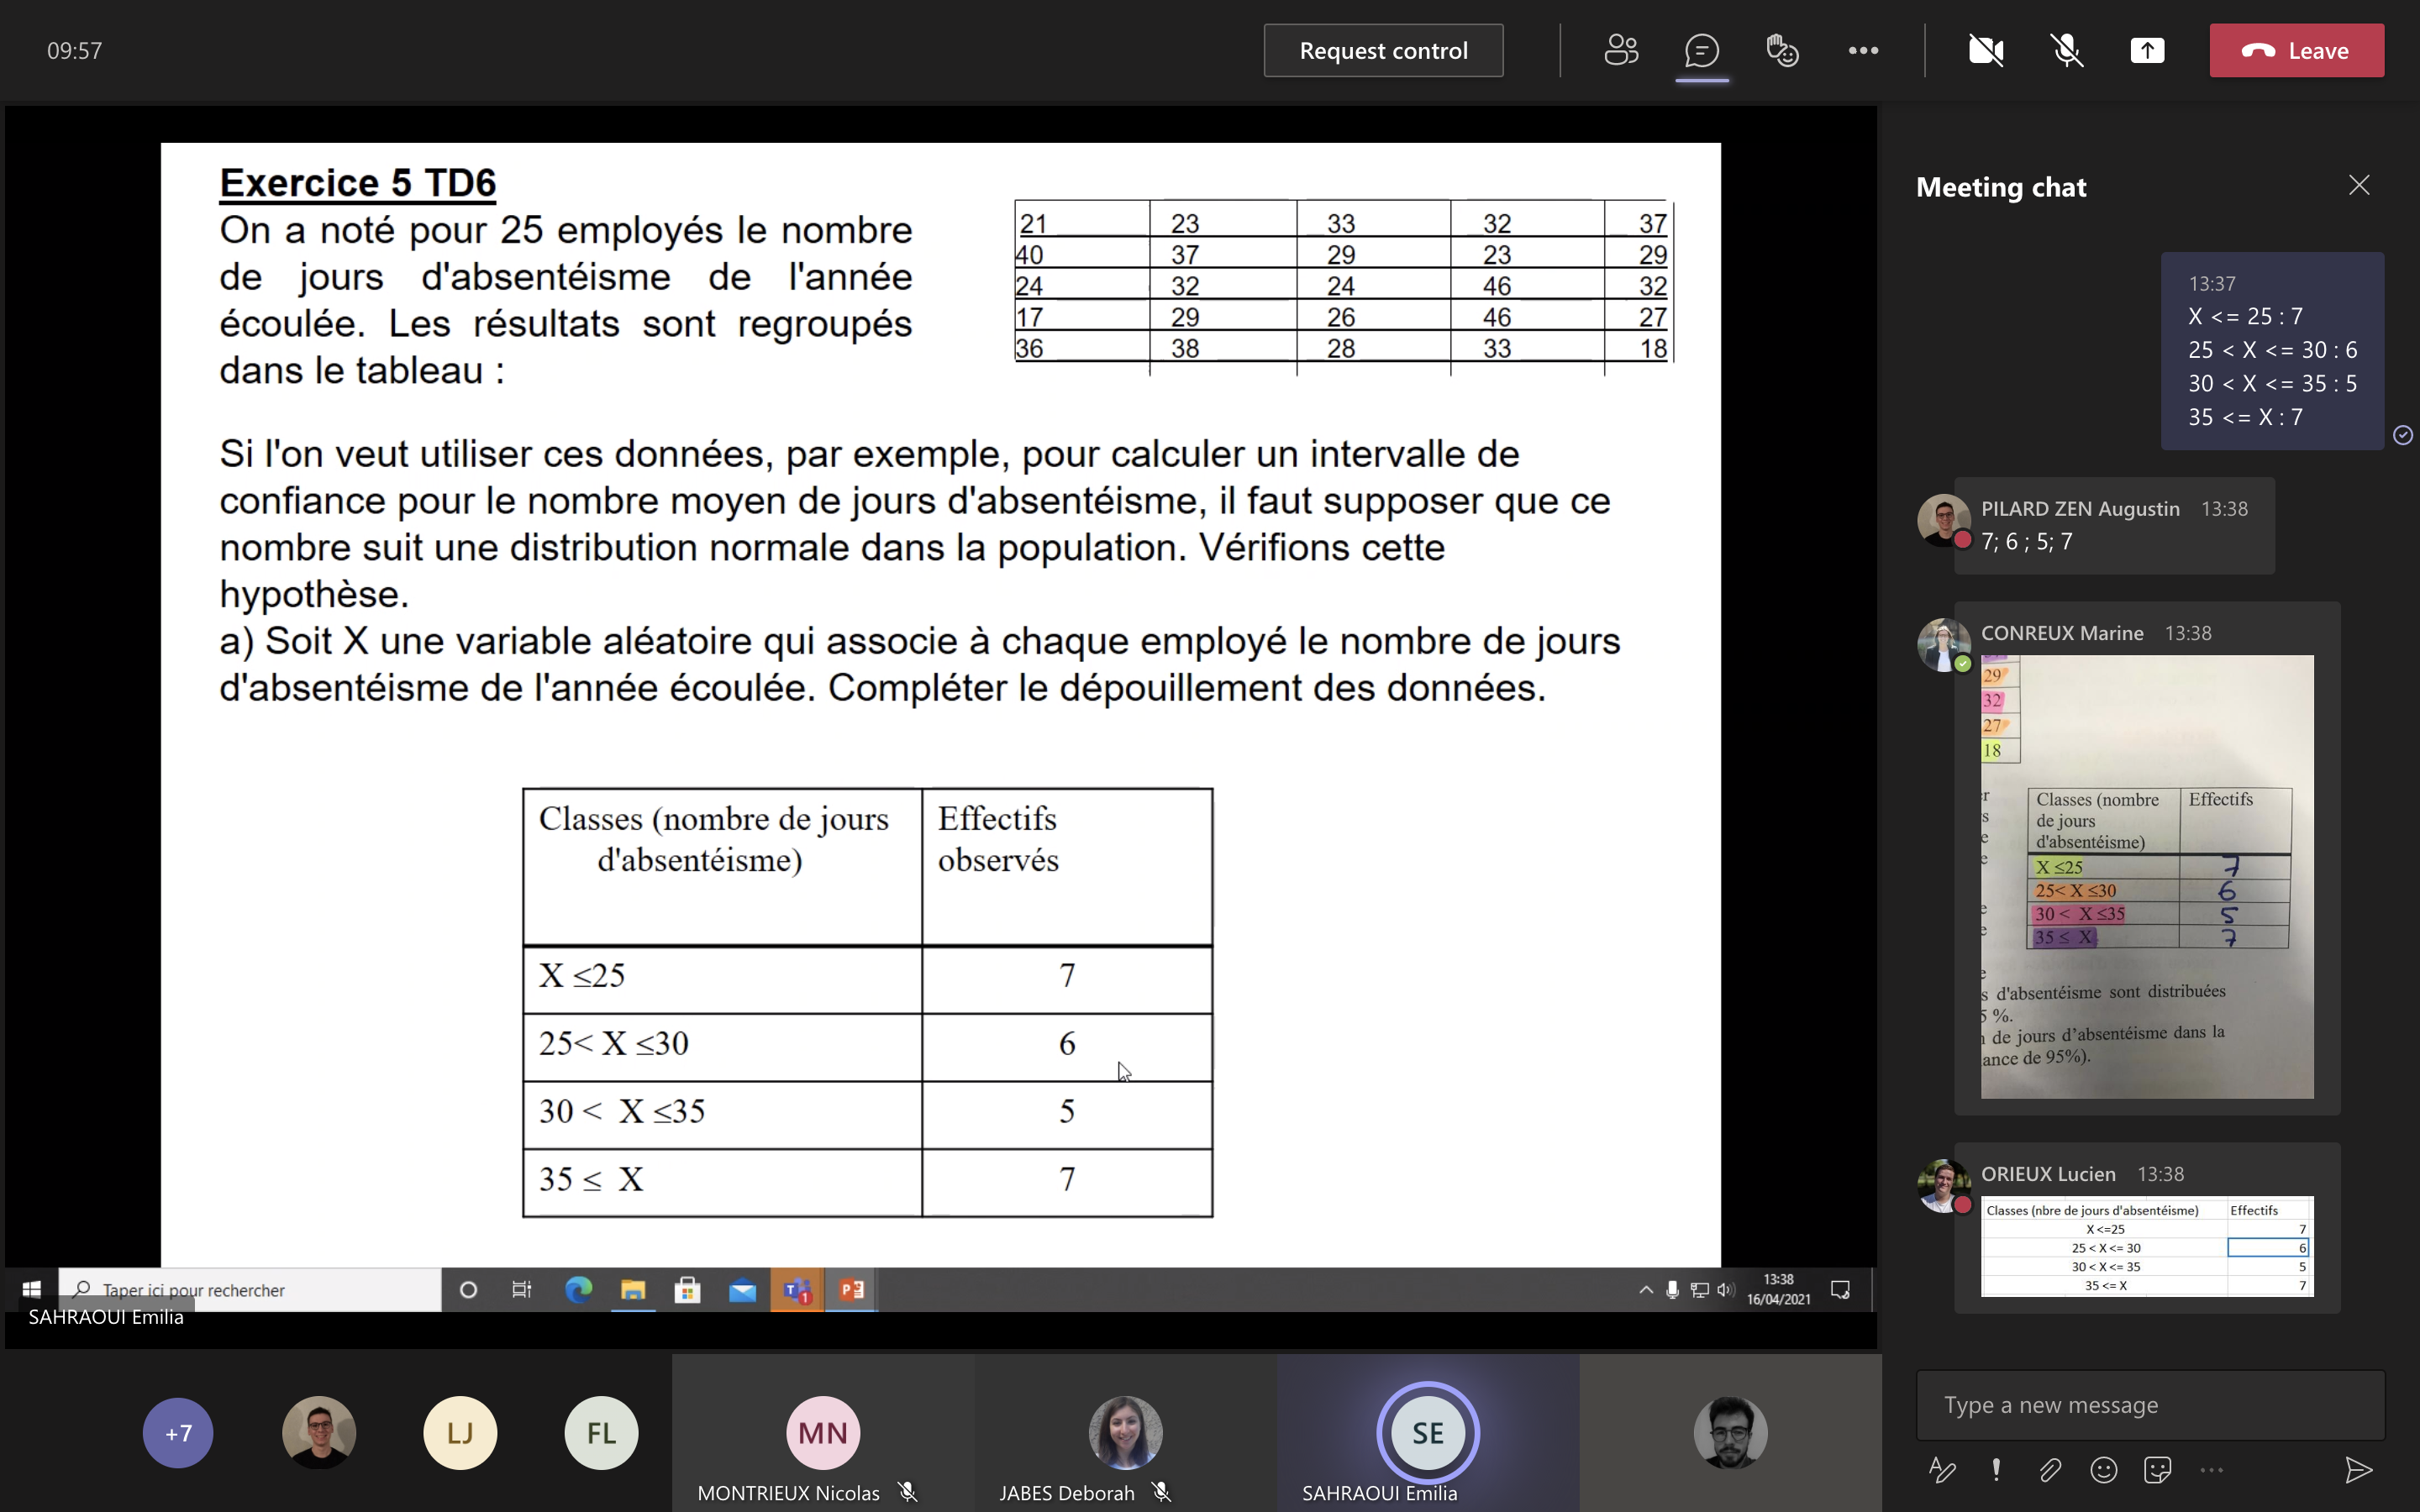 09:57
Request control
Leave
Exercice 5 TD6
On a noté pour 25 employés le nombre
de jours d'absentéisme de l'année
écoulée. Les résultats sont regroupés
dans le tableau :
21 23 33 32 37
40 37 29 23 29
24 32 24 46 32
17 29 26 46 27
36 38 28 33 18
Si l'on veut utiliser ces données, par exemple, pour calculer un intervalle de
confiance pour le nombre moyen de jours d'absentéisme, il faut supposer que ce
nombre suit une distribution normale dans la population. Vérifions cette
hypothèse.
a) Soit X une variable aléatoire qui associe à chaque employé le nombre de jours
d'absentéisme de l'année écoulée. Compléter le dépouillement des données.
Classes (nombre de jours
d'absentéisme)
Effectifs
observés
X ≤25 7
25< X ≤30 6
30 < X ≤35 5
35 ≤ X 7
Taper ici pour rechercher
1
13:38
16/04/2021
SAHRAOUI Emilia
Meeting chat
13:37
X <= 25 : 7
25 < X <= 30 : 6
30 < X <= 35 : 5
35 <= X : 7
PILARD ZEN Augustin 13:38
7; 6 ; 5; 7
CONREUX Marine 13:38
29
32
27
18
Classes (nombre
de jours
d'absentéisme)
Effectifs
X ≤25 7
25< X ≤30 6
30 < X ≤35 5
35 ≤ X 7
s d'absentéisme sont distribuées
5 %.
de jours d'absentéisme dans la
ance de 95%).
ORIEUX Lucien 13:38
Classes (nbre de jours d'absentéisme) Effectifs
X <=25 7
25 < X <= 30 6
30 < X <= 35 5
35 <= X 7
Type a new message
+7
LJ
FL
MN
MONTRIEUX Nicolas
JABES Deborah
SE
SAHRAOUI Emilia